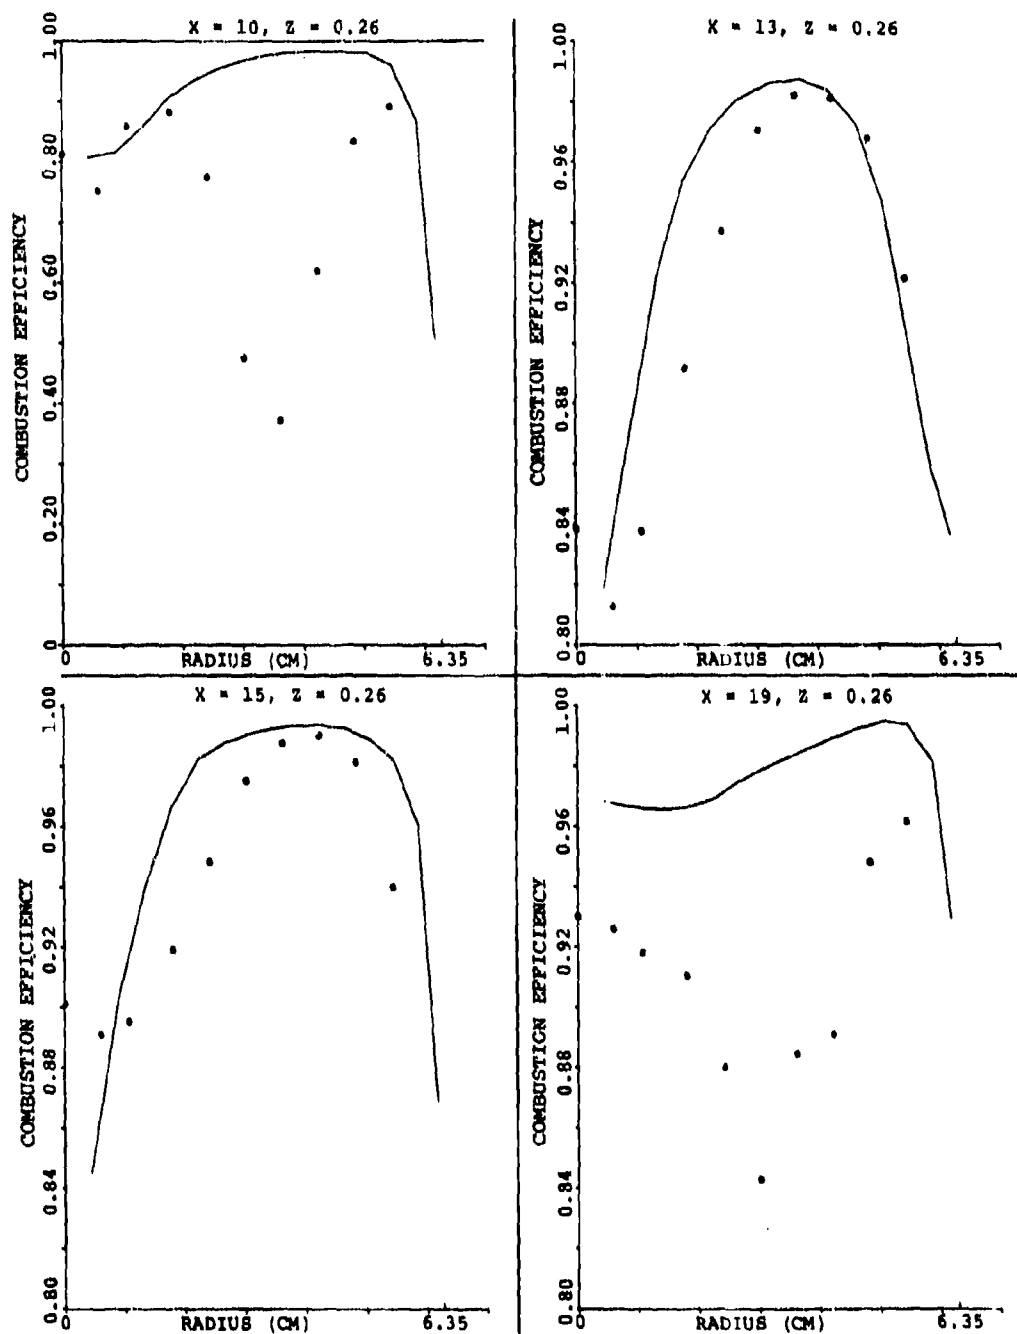 X = 10, Z = 0.26
COMBUSTION EFFICIENCY
1.00
0.80
0.60
0.40
0.20
0
0
RADIUS (CM)
6.35
X = 13, Z = 0.26
COMBUSTION EFFICIENCY
1.00
0.96
0.92
0.88
0.84
0.80
0
RADIUS (CM)
6.35
X = 15, Z = 0.26
COMBUSTION EFFICIENCY
1.00
0.96
0.92
0.88
0.84
0.80
0
RADIUS (CM)
6.35
X = 19, Z = 0.26
COMBUSTION EFFICIENCY
1.00
0.96
0.92
0.88
0.84
0.80
0
RADIUS (CM)
6.35